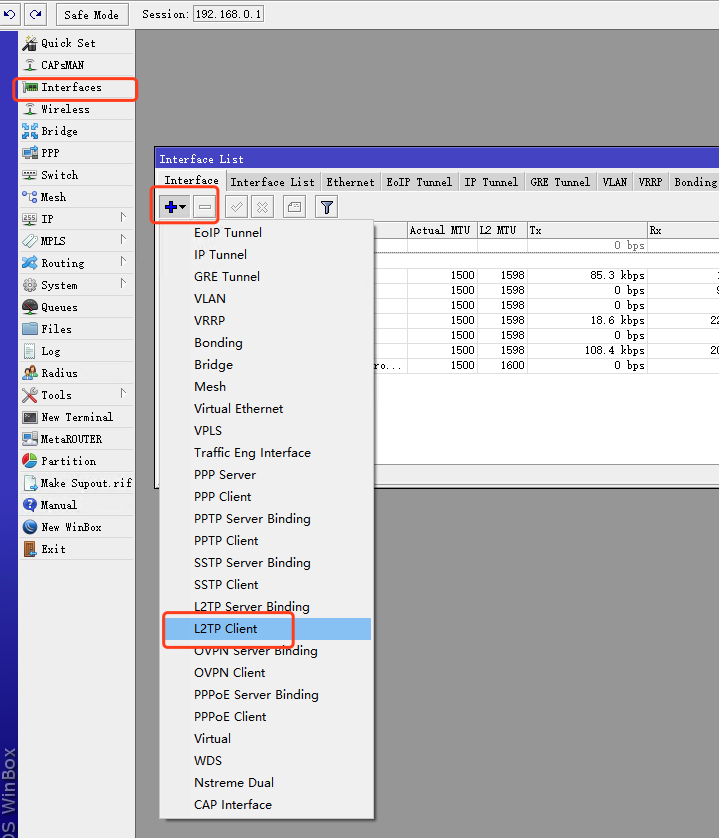 Safe Mode Session: 192.168.0.1
Quick Set
CAPsMAN
Interfaces
Wireless
Bridge
PPP
Switch
Mesh
IP
MPLS
Routing
System
Queues
Files
Log
Radius
Tools
New Terminal
MetaROUTER
Partition
Make Supout.rif
Manual
New WinBox
Exit
OS WinBox
Interface List
Interface Interface List Ethernet EoIP Tunnel IP Tunnel GRE Tunnel VLAN VRRP Bonding
Actual MTU L2 MTU Tx Rx
0 bps
1500 1598 85.3 kbps
1500 1598 0 bps
1500 1598 0 bps
1500 1598 18.6 kbps 22
1500 1598 0 bps
1500 1598 108.4 kbps 20
ro... 1500 1600 0 bps
EoIP Tunnel
IP Tunnel
GRE Tunnel
VLAN
VRRP
Bonding
Bridge
Mesh
Virtual Ethernet
VPLS
Traffic Eng Interface
PPP Server
PPP Client
PPTP Server Binding
PPTP Client
SSTP Server Binding
SSTP Client
L2TP Server Binding
L2TP Client
OVPN Server Binding
OVPN Client
PPPoE Server Binding
PPPoE Client
Virtual
WDS
Nstreme Dual
CAP Interface